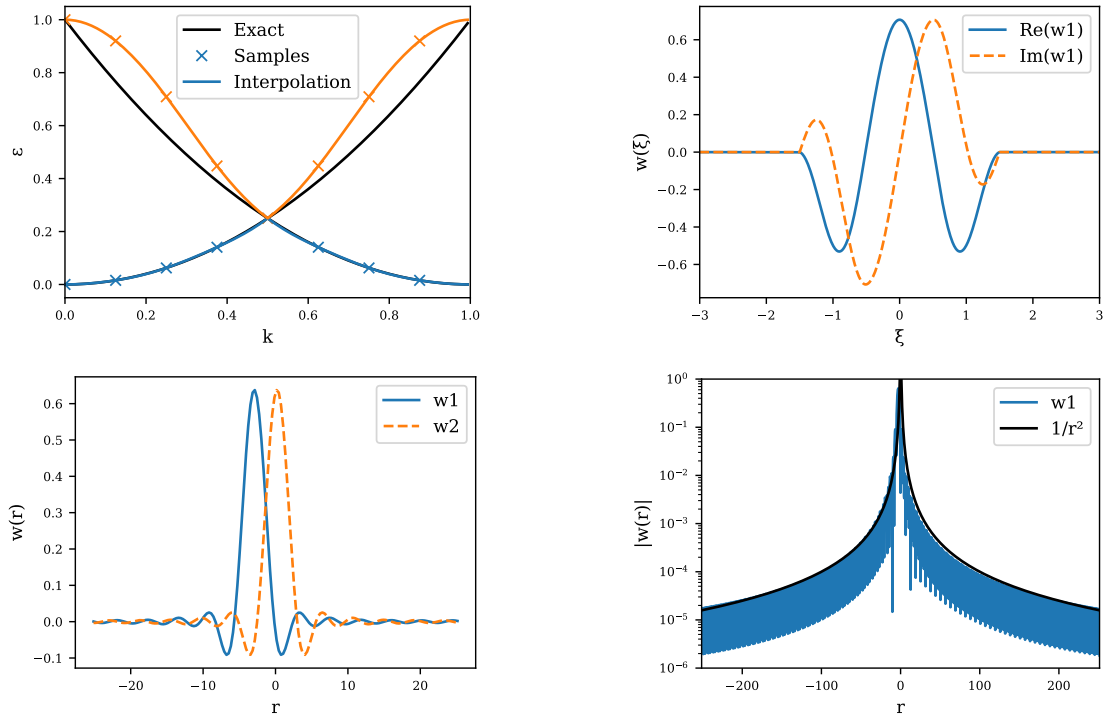 1.0
0.8
0.6
0.4
0.2
0.0
ε
0.0 0.2 0.4 0.6 0.8 1.0
k
Exact
Samples
Interpolation
0.6
0.4
0.2
0.0
−0.2
−0.4
−0.6
w(ξ)
−3 −2 −1 0 1 2 3
ξ
Re(w1)
Im(w1)
0.6
0.5
0.4
0.3
0.2
0.1
0.0
−0.1
w(r)
−20 −10 0 10 20
r
w1
w2
10⁰
10⁻¹
10⁻²
10⁻³
10⁻⁴
10⁻⁵
10⁻⁶
|w(r)|
−200 −100 0 100 200
r
w1
1/r²